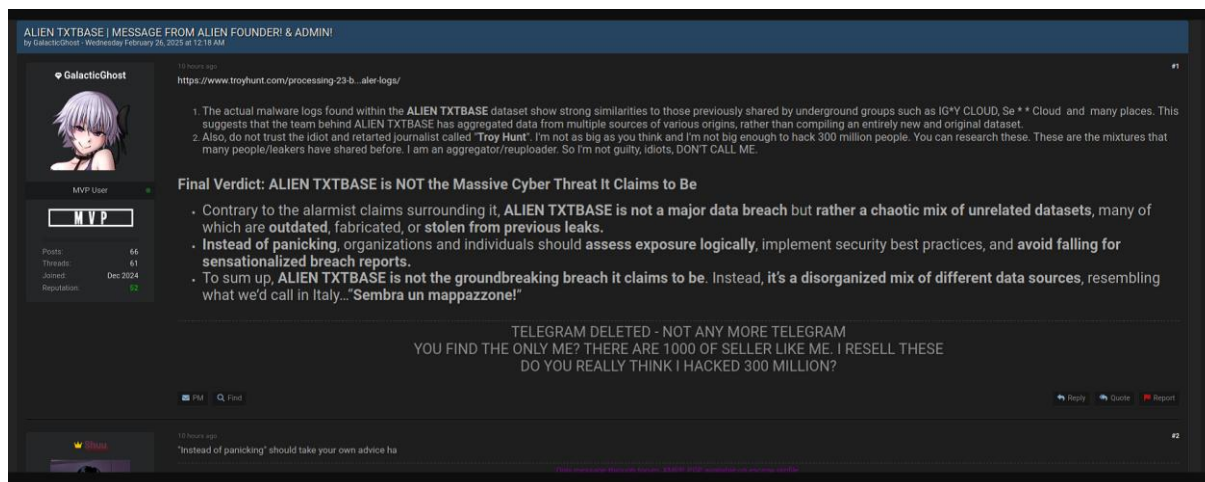 ALIEN TXTBASE | MESSAGE FROM ALIEN FOUNDER! & ADMIN!
by GalacticGhost - Wednesday February 26, 2025 at 12:18 AM
GalacticGhost
MVP User
MVP
Posts: 66
Threads: 61
Joined: Dec 2024
Reputation: 52
10 hours ago
#1
https://www.troyhunt.com/processing-23-b...aler-logs/
1. The actual malware logs found within the ALIEN TXTBASE dataset show strong similarities to those previously shared by underground groups such as IG*Y CLOUD, Se * * Cloud and many places. This
suggests that the team behind ALIEN TXTBASE has aggregated data from multiple sources of various origins, rather than compiling an entirely new and original dataset.
2. Also, do not trust the idiot and retarted journalist called "Troy Hunt". I'm not as big as you think and I'm not big enough to hack 300 million people. You can research these. These are the mixtures that
many people/leakers have shared before. I am an aggregator/reuploader. So I'm not guilty, idiots, DON'T CALL ME.
Final Verdict: ALIEN TXTBASE is NOT the Massive Cyber Threat It Claims to Be
• Contrary to the alarmist claims surrounding it, ALIEN TXTBASE is not a major data breach but rather a chaotic mix of unrelated datasets, many of
which are outdated, fabricated, or stolen from previous leaks.
• Instead of panicking, organizations and individuals should assess exposure logically, implement security best practices, and avoid falling for
sensationalized breach reports.
• To sum up, ALIEN TXTBASE is not the groundbreaking breach it claims to be. Instead, it's a disorganized mix of different data sources, resembling
what we'd call in Italy…"Sembra un mappazzone!"
TELEGRAM DELETED - NOT ANY MORE TELEGRAM
YOU FIND THE ONLY ME? THERE ARE 1000 OF SELLER LIKE ME. I RESELL THESE
DO YOU REALLY THINK I HACKED 300 MILLION?
PM Find
Reply Quote Report
10 hours ago
#2
"Instead of panicking" should take your own advice ha